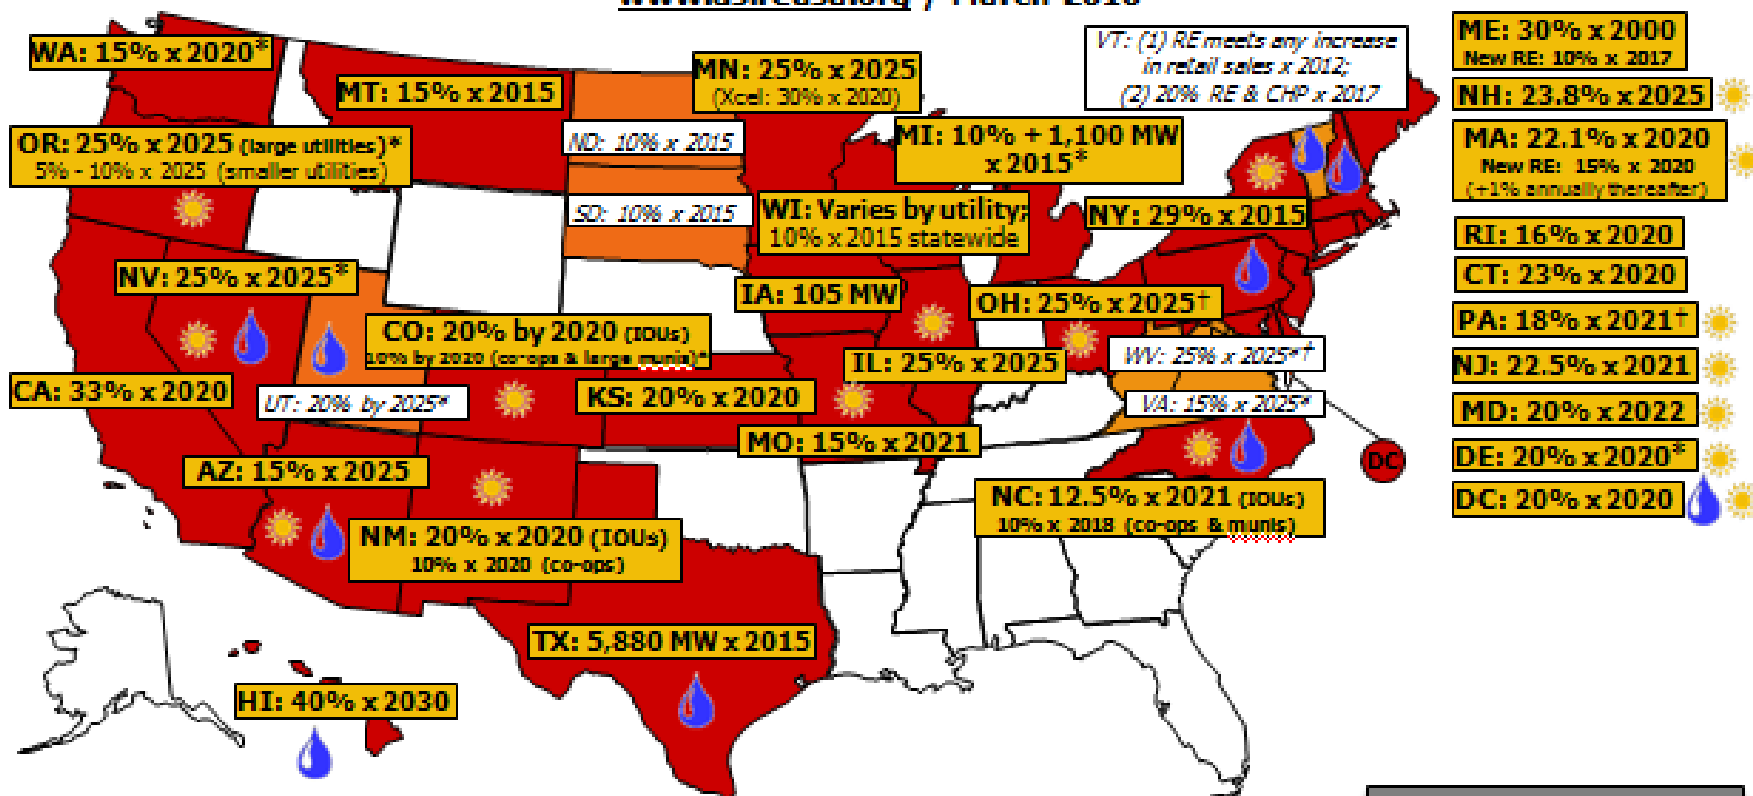 www.dsireusa.org / March 2010
WA: 15% x 2020*
MT: 15% x 2015
MN: 25% x 2025
(Xcel: 30% x 2020)
VT: (1) RE meets any increase
in retail sales x 2012;
(2) 20% RE & CHP x 2017
ME: 30% x 2000
New RE: 10% x 2017
NH: 23.8% x 2025
OR: 25% x 2025 (large utilities)*
5% - 10% x 2025 (smaller utilities)
ND: 10% x 2015
MI: 10% + 1,100 MW
x 2015*
MA: 22.1% x 2020
New RE: 15% x 2020
(+1% annually thereafter)
SD: 10% x 2015
WI: Varies by utility;
10% x 2015 statewide
NY: 29% x 2015
RI: 16% x 2020
CT: 23% x 2020
NV: 25% x 2025*
IA: 105 MW
OH: 25% x 2025†
PA: 18% x 2021†
CO: 20% by 2020 (IOUs)
10% by 2020 (co-ops & large munis)*
IL: 25% x 2025
WV: 25% x 2025*†
NJ: 22.5% x 2021
CA: 33% x 2020
UT: 20% by 2025*
KS: 20% x 2020
VA: 15% x 2025*
MD: 20% x 2022
MO: 15% x 2021
DC
DE: 20% x 2020*
AZ: 15% x 2025
NC: 12.5% x 2021 (IOUs)
10% x 2018 (co-ops & munis)
DC: 20% x 2020
NM: 20% x 2020 (IOUs)
10% x 2020 (co-ops)
TX: 5,880 MW x 2015
HI: 40% x 2030